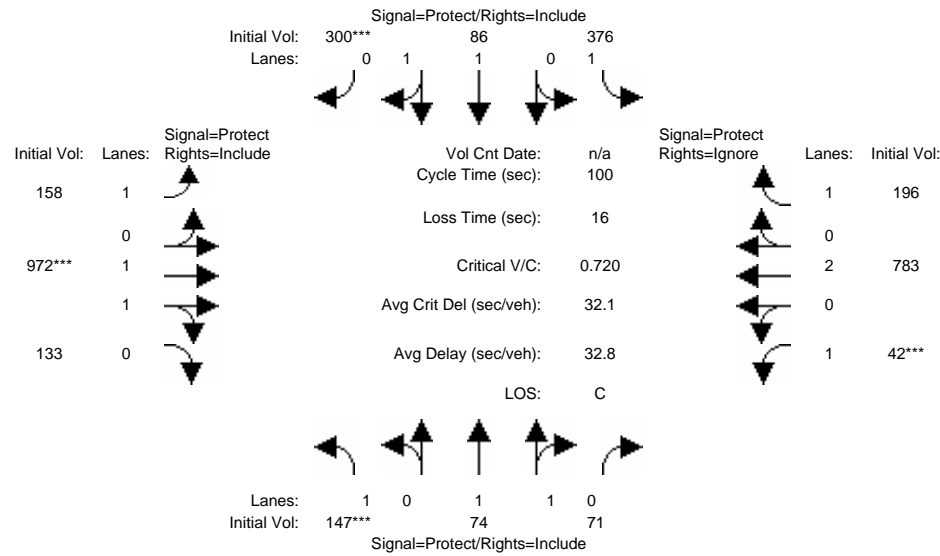 Signal=Protect/Rights=Include
Initial Vol: 300*** 86 376
Lanes: 0 1 1 0 1
Signal=Protect
Initial Vol: Lanes: Rights=Include
Vol Cnt Date: n/a
Signal=Protect
Rights=Ignore Lanes: Initial Vol:
Cycle Time (sec): 100
158 1
1 196
Loss Time (sec): 16
0
0
972*** 1
Critical V/C: 0.720
2 783
1
Avg Crit Del (sec/veh): 32.1
0
133 0
Avg Delay (sec/veh): 32.8
1 42***
LOS: C
Lanes: 1 0 1 1 0
Initial Vol: 147*** 74 71
Signal=Protect/Rights=Include